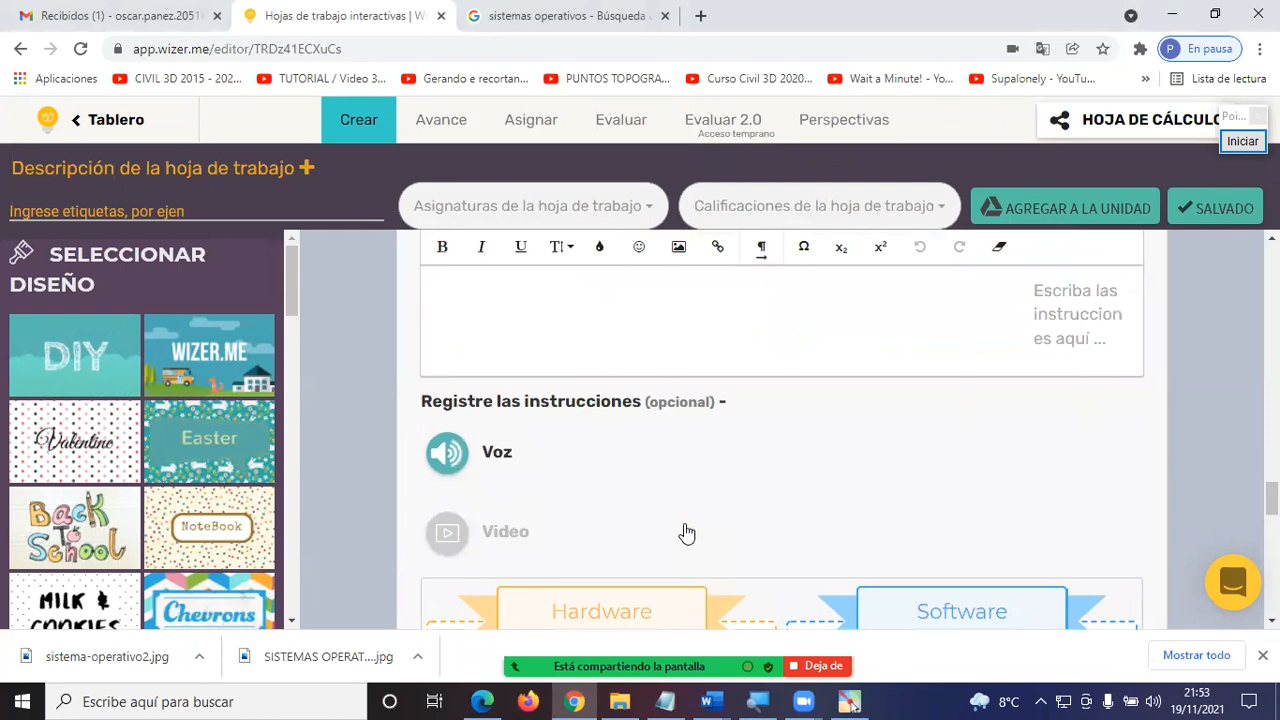 Recibidos (1) - oscar.panez.2051
Hojas de trabajo interactivas | W
sistemas operativos - Búsqueda
app.wizer.me/editor/TRDz41ECXuCs
P En pausa
Aplicaciones
CIVIL 3D 2015 - 202...
TUTORIAL / Video 3...
Gerando e recortan...
PUNTOS TOPOGRA...
Curso Civil 3D 2020...
Wait a Minute! - Yo...
Supalonely - YouTu...
»
Lista de lectura
Tablero
Crear
Avance
Asignar
Evaluar
Evaluar 2.0
Acceso temprano
Perspectivas
HOJA DE CÁLCULO
Poi...
Iniciar
Descripción de la hoja de trabajo +
Ingrese etiquetas, por ejen
Asignaturas de la hoja de trabajo
Calificaciones de la hoja de trabajo
AGREGAR A LA UNIDAD
SALVADO
SELECCIONAR
DISEÑO
DIY
WIZER.ME
Valentine
Easter
Back
To
School
NoteBook
MILK &
COOKIES
Chevrons
B I U T! Ω x₂ x²
Escriba las
instruccion
es aquí ...
Registre las instrucciones (opcional) -
Voz
Video
Hardware
Software
sistema-operativo2.jpg
SISTEMAS OPERAT....jpg
Está compartiendo la pantalla
Deja de
Mostrar todo
Escribe aquí para buscar
8°C
21:53
19/11/2021